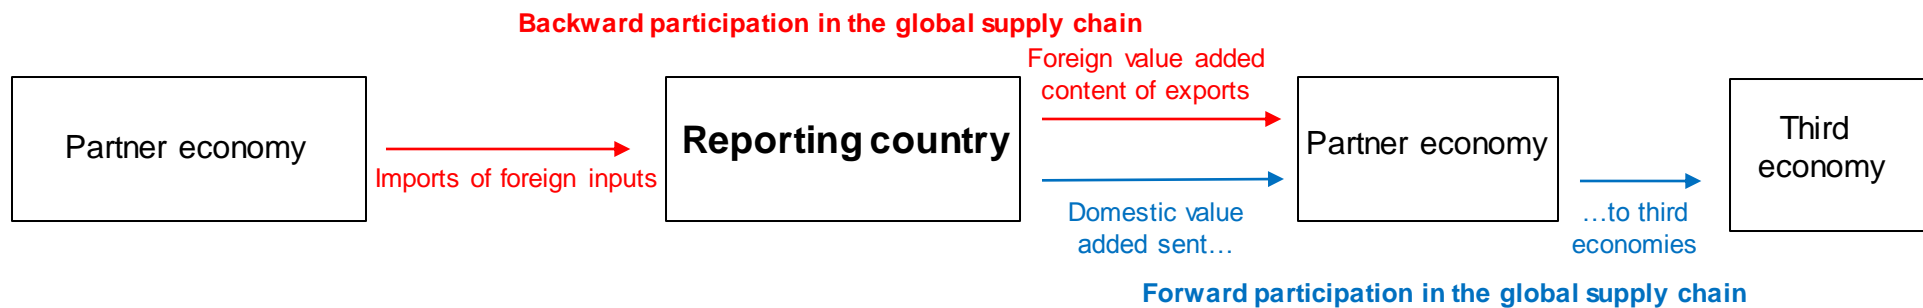 Backward participation in the global supply chain
Partner economy
Imports of foreign inputs
Reporting country
Foreign value added
content of exports
Domestic value
added sent…
Partner economy
…to third
economies
Third
economy
Forward participation in the global supply chain